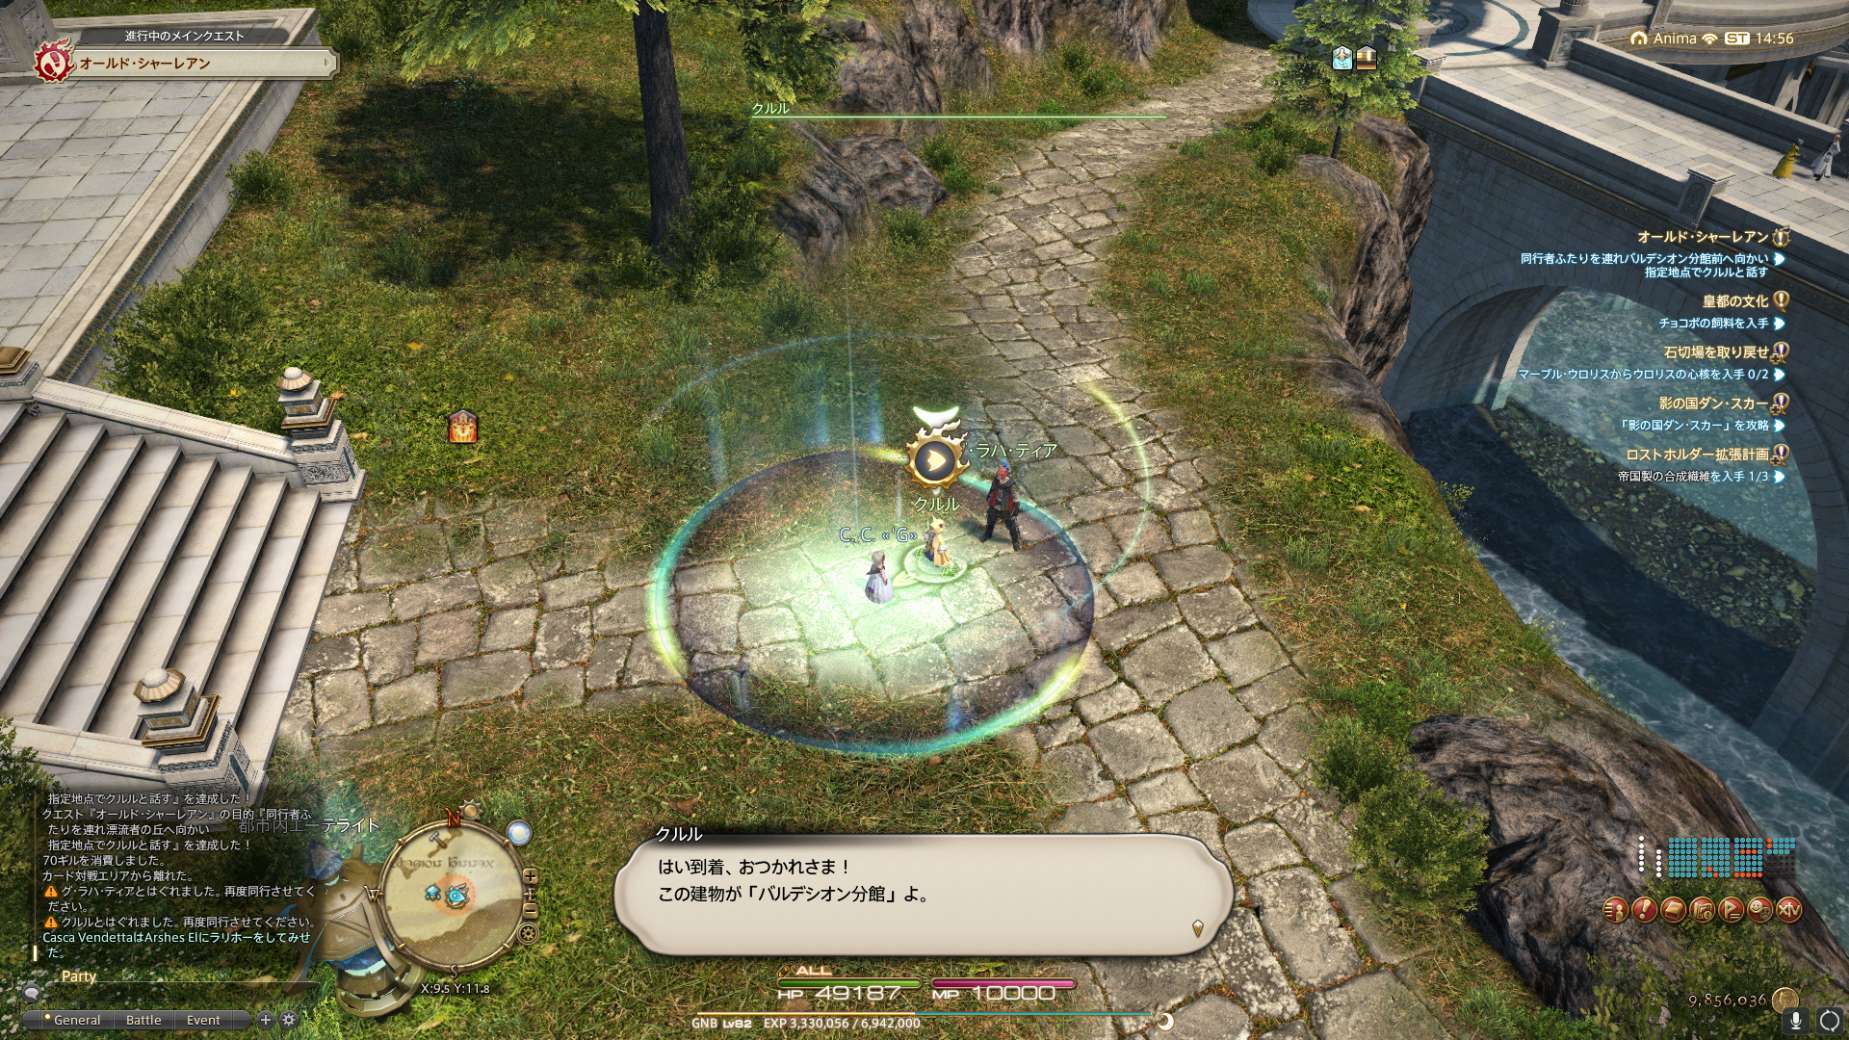 進行中のメインクエスト
オールド・シャーレアン
Anima ST 14:56
クルル
オールド・シャーレアン
同行者ふたりを連れバルデシオン分館前へ向かい
指定地点でクルルと話す
皇都の文化
チョコボの飼料を入手
石切場を取り戻せ
マーブル・ウロリスからウロリスの心核を入手 0/2
影の国ダン・スカー
「影の国ダン・スカー」を攻略
ロストホルダー拡張計画
帝国製の合成繊維を入手 1/3
・ラハ・ティア
クルル
C. C. «'G»
指定地点でクルルと話す』を達成した！
クエスト『オールド・シャーレアン』の目的『同行者ふ
たりを連れ漂流者の丘へ向かい
指定地点でクルルと話す』を達成した！
70ギルを消費しました。
カード対戦エリアから離れた。
グ・ラハ・ティアとはぐれました。再度同行させてく
ださい。
クルルとはぐれました。再度同行させてください。
Casca VendettaはArshes Elにラリホーをしてみせ
た。
Party
General Battle Event
都市内エーテライト
N
X:9.5 Y:11.8
クルル
はい到着、おつかれさま！
この建物が「バルデシオン分館」よ。
ALL
HP 49187 MP 10000
GNB Lv82 EXP 3,330,056 / 6,942,000
XIV
9,856,036